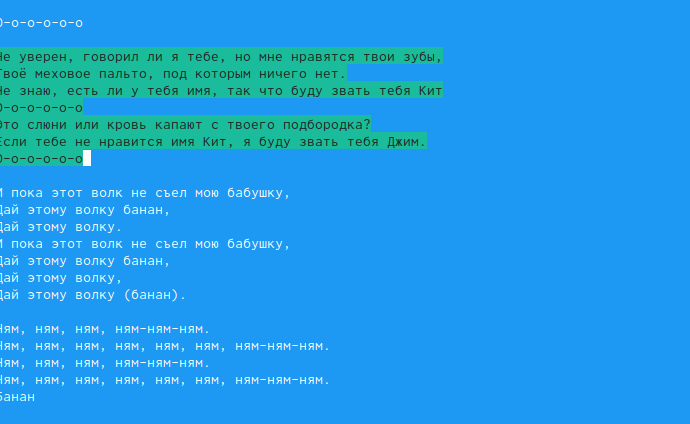 О-о-о-о-о-о
Не уверен, говорил ли я тебе, но мне нравятся твои зубы,
Твоё меховое пальто, под которым ничего нет.
Не знаю, есть ли у тебя имя, так что буду звать тебя Кит
О-о-о-о-о-о
Это слюни или кровь капают с твоего подбородка?
Если тебе не нравится имя Кит, я буду звать тебя Джим.
О-о-о-о-о-о
И пока этот волк не съел мою бабушку,
Дай этому волку банан,
Дай этому волку.
И пока этот волк не съел мою бабушку,
Дай этому волку банан,
Дай этому волку,
Дай этому волку (банан).
Ням, ням, ням, ням-ням-ням.
Ням, ням, ням, ням, ням, ням, ням-ням-ням.
Ням, ням, ням, ням-ням-ням.
Ням, ням, ням, ням, ням, ням, ням-ням-ням.
Банан